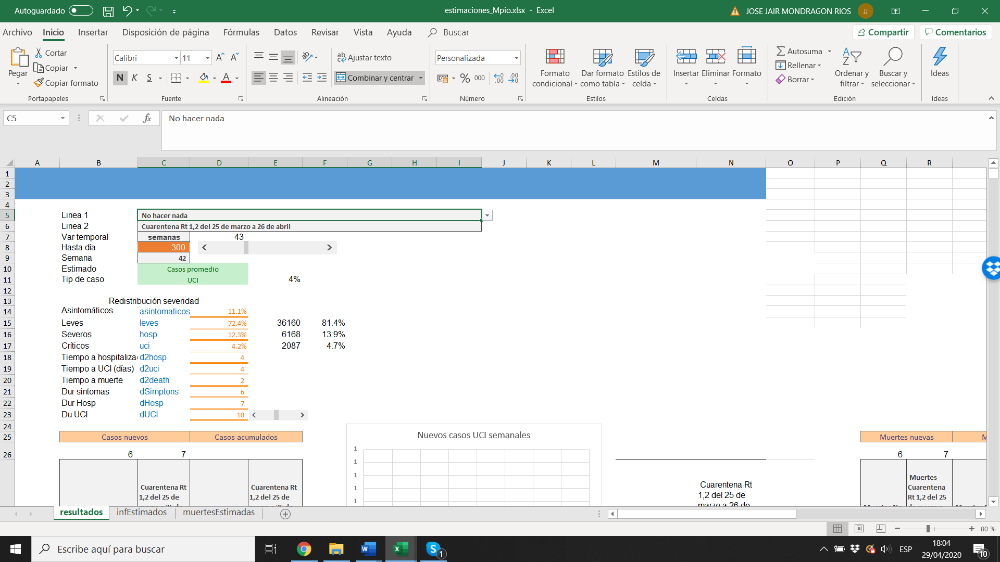 Autoguardado
estimaciones_Mpio.xlsx - Excel
JOSE JAIR MONDRAGON RIOS
JJ
Archivo Inicio Insertar Disposición de página Fórmulas Datos Revisar Vista Ayuda Buscar
Compartir Comentarios
Pegar
Cortar
Copiar
Copiar formato
Portapapeles
Calibri 11
N K S
Fuente
Ajustar texto
Combinar y centrar
Alineación
Personalizada
% 000
Número
Formato condicional
Dar formato como tabla
Estilos de celda
Estilos
Insertar Eliminar Formato
Celdas
Autosuma
Rellenar
Borrar
Ordenar y filtrar
Buscar y seleccionar
Edición
Ideas
Ideas
C5
fx
No hacer nada
A B C D E F G H I J K L M N O P Q R
1
2
3
4
5 Linea 1 No hacer nada
6 Linea 2 Cuarentena Rt 1,2 del 25 de marzo a 26 de abril
7 Var temporal semanas 43
8 Hasta día 300
9 Semana 42
10 Estimado Casos promedio
11 Tip de caso UCI 4%
12
13 Redistribución severidad
14 Asintomáticos asintomaticos 11.1%
15 Leves leves 72.4% 36160 81.4%
16 Severos hosp 12.3% 6168 13.9%
17 Críticos uci 4.2% 2087 4.7%
18 Tiempo a hospitaliza d2hosp 4
19 Tiempo a UCI (días) d2uci 4
20 Tiempo a muerte d2death 2
21 Dur sintomas dSimptons 6
22 Dur Hosp dHosp 7
23 Du UCI dUCI 10
24
25 Casos nuevos Casos acumulados Muertes nuevas M
26 6 7 6 7
Nuevos casos UCI semanales
1
1
1
1
1
Cuarentena Rt
1,2 del 25 de
marzo a 26 de
Cuarentena Rt
1,2 del 25 de
marzo a 26 de
Cuarentena Rt
1,2 del 25 de
marzo a 26 de
Muertes
Cuarentena
Rt 1,2 del 25
resultados infEstimados muertesEstimadas
80 %
Escribe aquí para buscar
1
ESP
18:04
29/04/2020
10